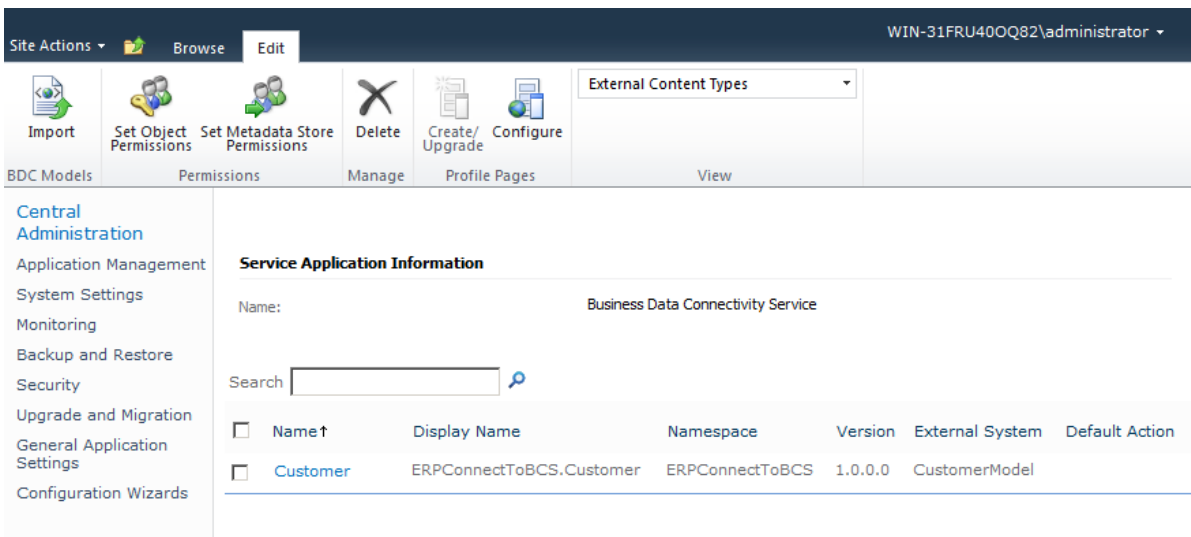 WIN-31FRU40OQ82\administrator
Site Actions Browse Edit
External Content Types
Import Set Object Permissions Set Metadata Store Permissions Delete Create/ Upgrade Configure
BDC Models Permissions Manage Profile Pages View
Central
Administration
Application Management
System Settings
Monitoring
Backup and Restore
Security
Upgrade and Migration
General Application
Settings
Configuration Wizards
Service Application Information
Name: Business Data Connectivity Service
Search
Name↑ Display Name Namespace Version External System Default Action
Customer ERPConnectToBCS.Customer ERPConnectToBCS 1.0.0.0 CustomerModel